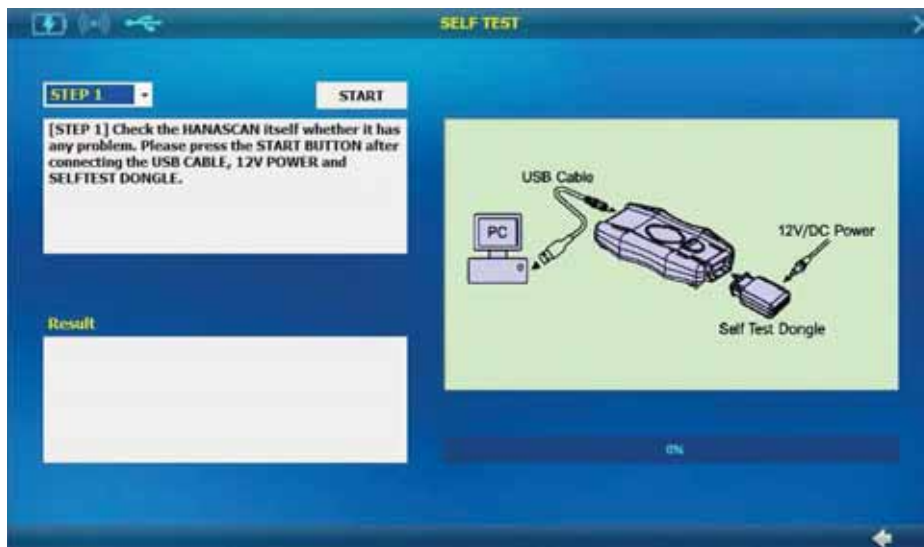 SELF TEST
STEP 1
START
[STEP 1] Check the HANASCAN itself whether it has
any problem. Please press the START BUTTON after
connecting the USB CABLE, 12V POWER and
SELFTEST DONGLE.
USB Cable
PC
12V/DC Power
Self Test Dongle
Result
0%